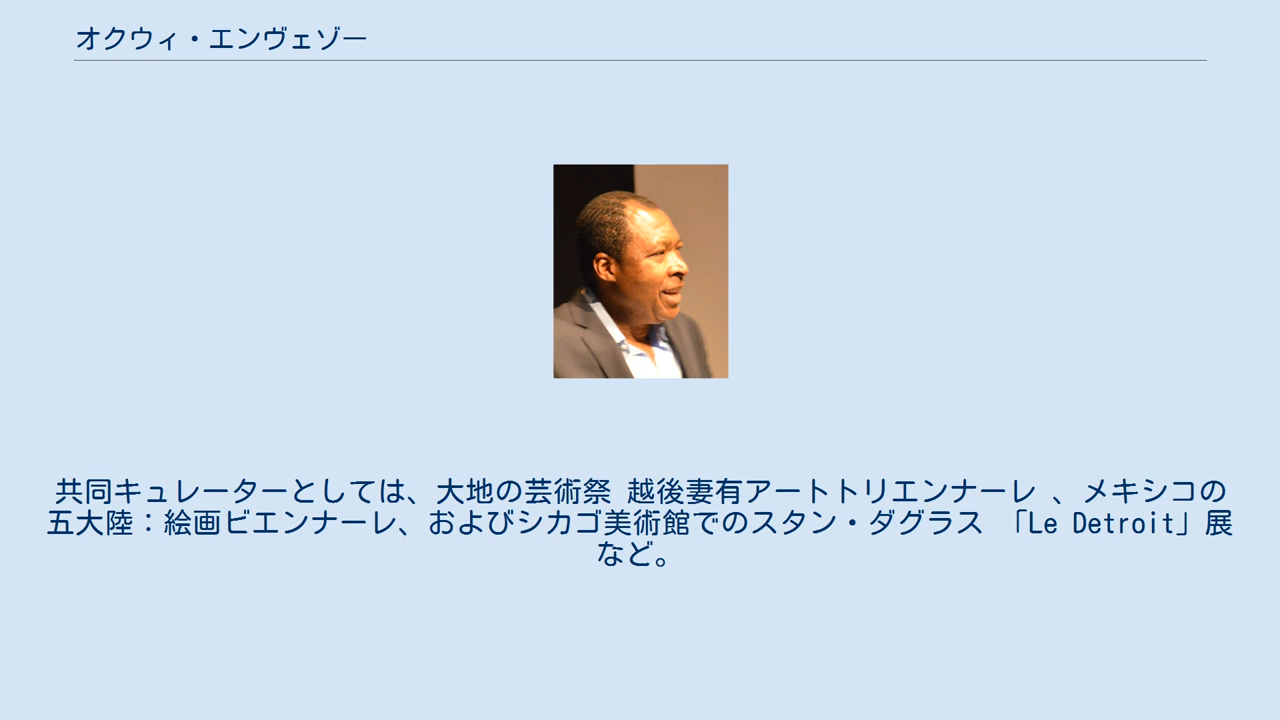 オクウィ・エンヴェゾー
共同キュレーターとしては、大地の芸術祭 越後妻有アートトリエンナーレ 、メキシコの
五大陸：絵画ビエンナーレ、およびシカゴ美術館でのスタン・ダグラス 「Le Detroit」展
など。